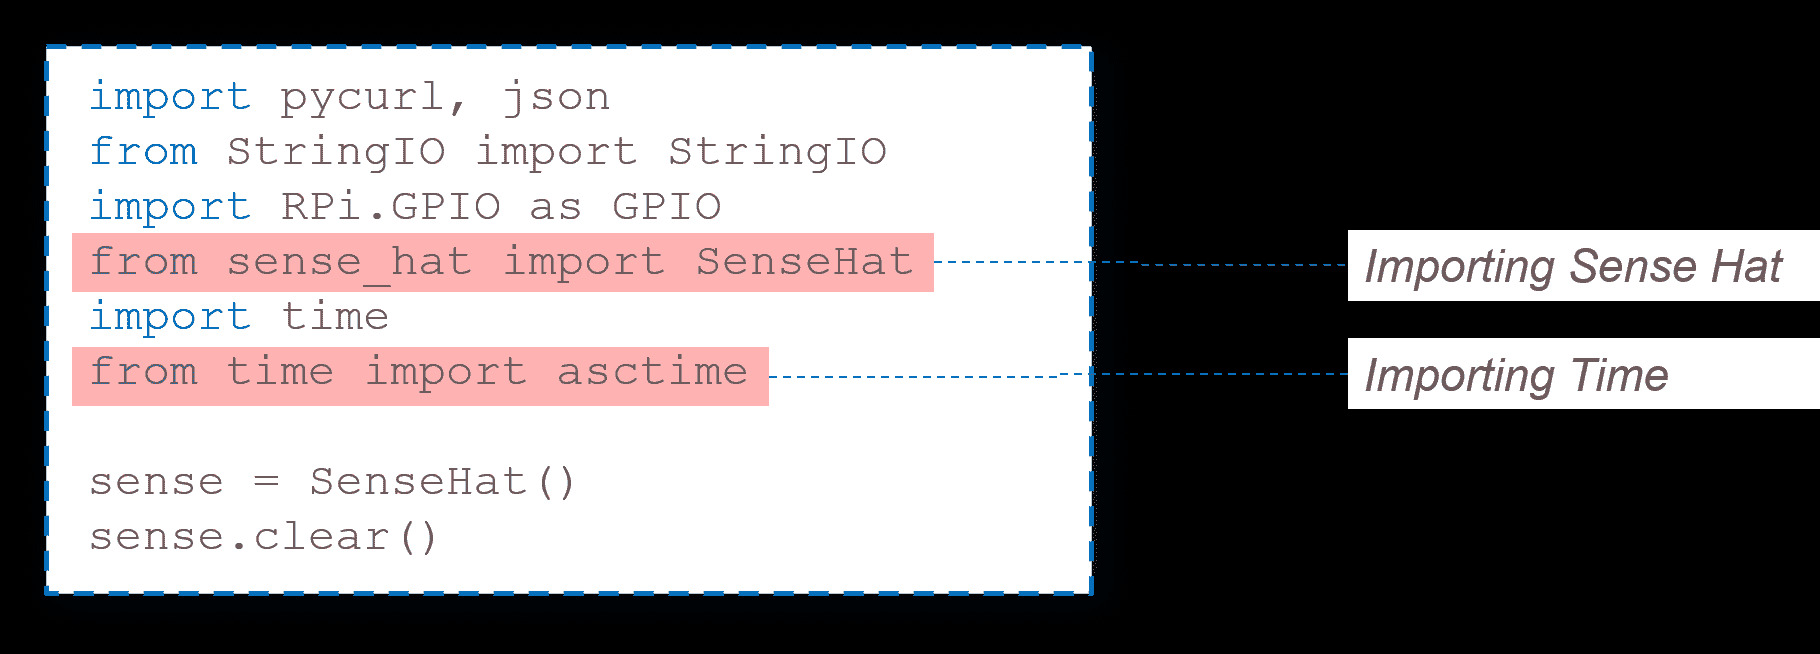 import pycurl, json
from StringIO import StringIO
import RPi.GPIO as GPIO
from sense_hat import SenseHat
import time
from time import asctime
sense = SenseHat()
sense.clear()
Importing Sense Hat
Importing Time